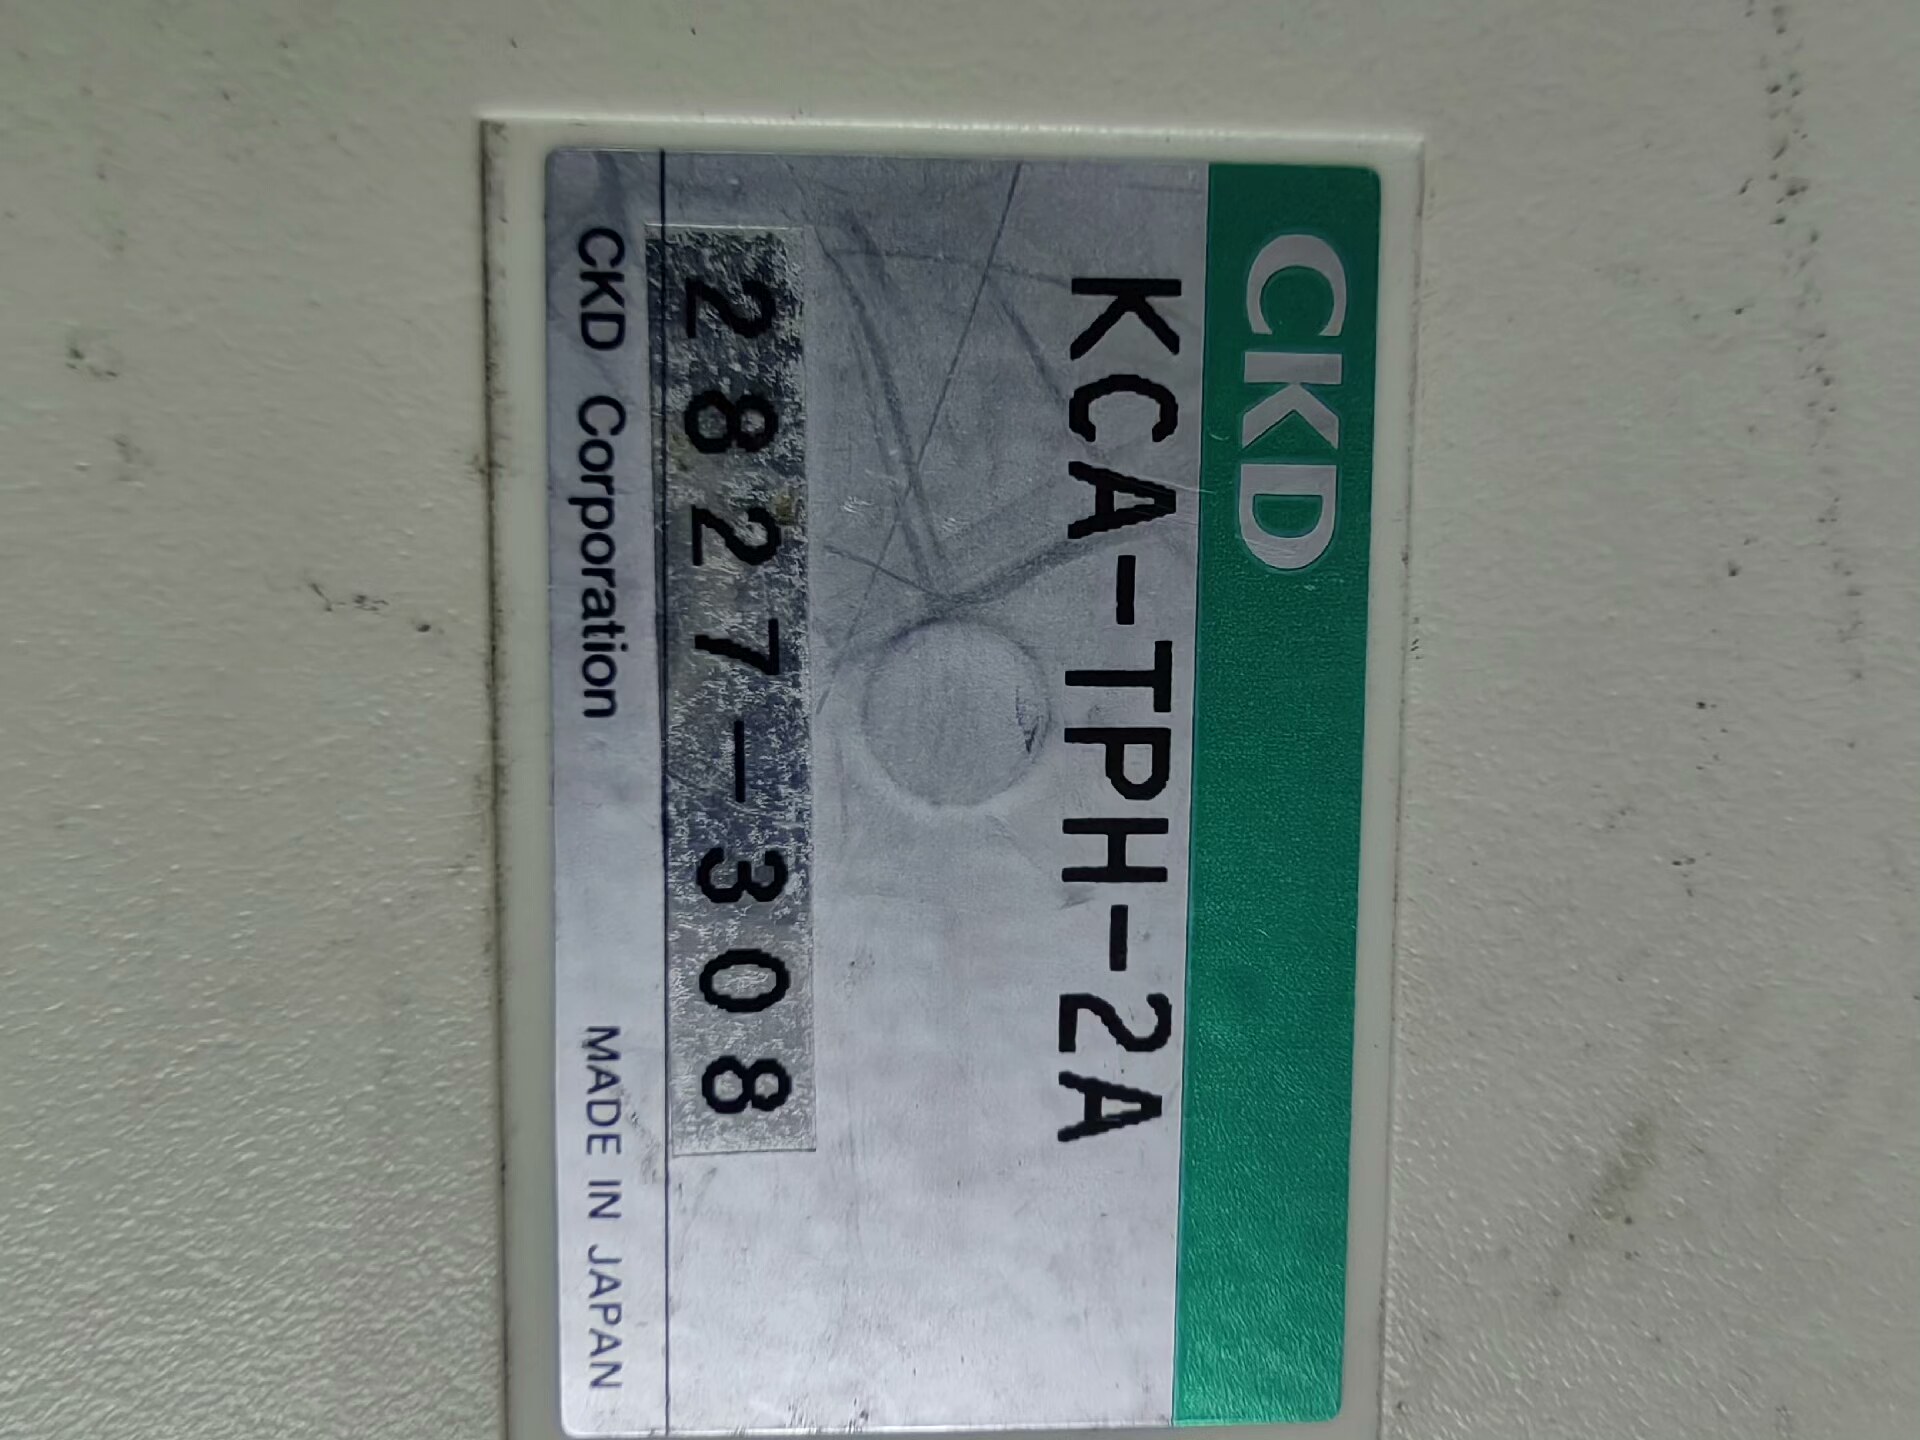 CKD
KCA-TPH-2A
2827-308
CKD Corporation MADE IN JAPAN